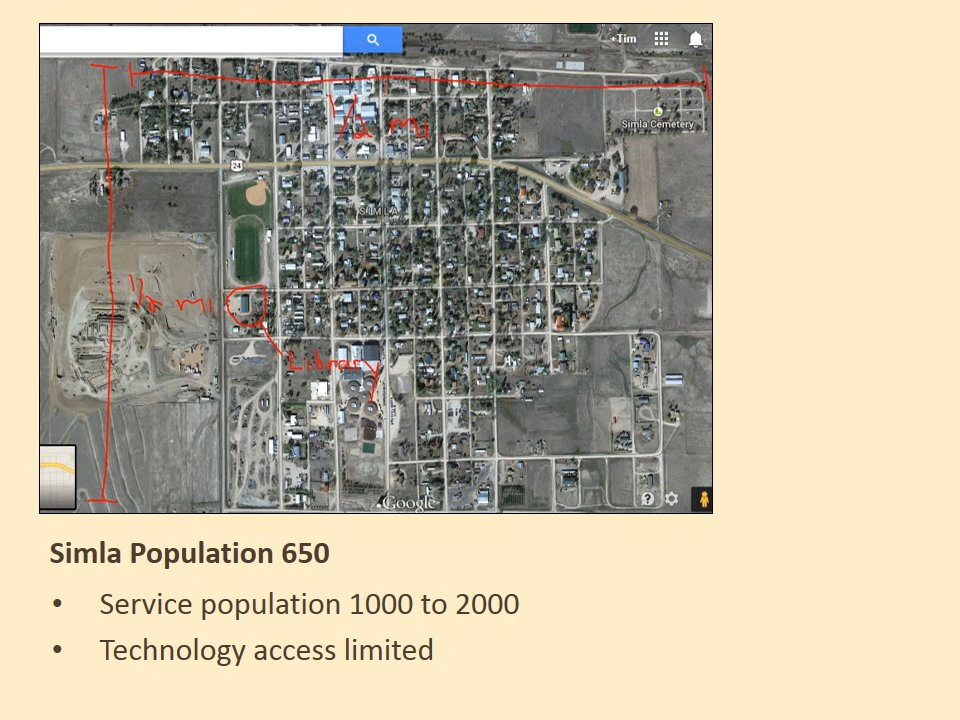 +Tim
Simla Cemetery
1/2 mi
24
SIMLA
1/2 mi
Library
Google
?
Simla Population 650
• Service population 1000 to 2000
• Technology access limited